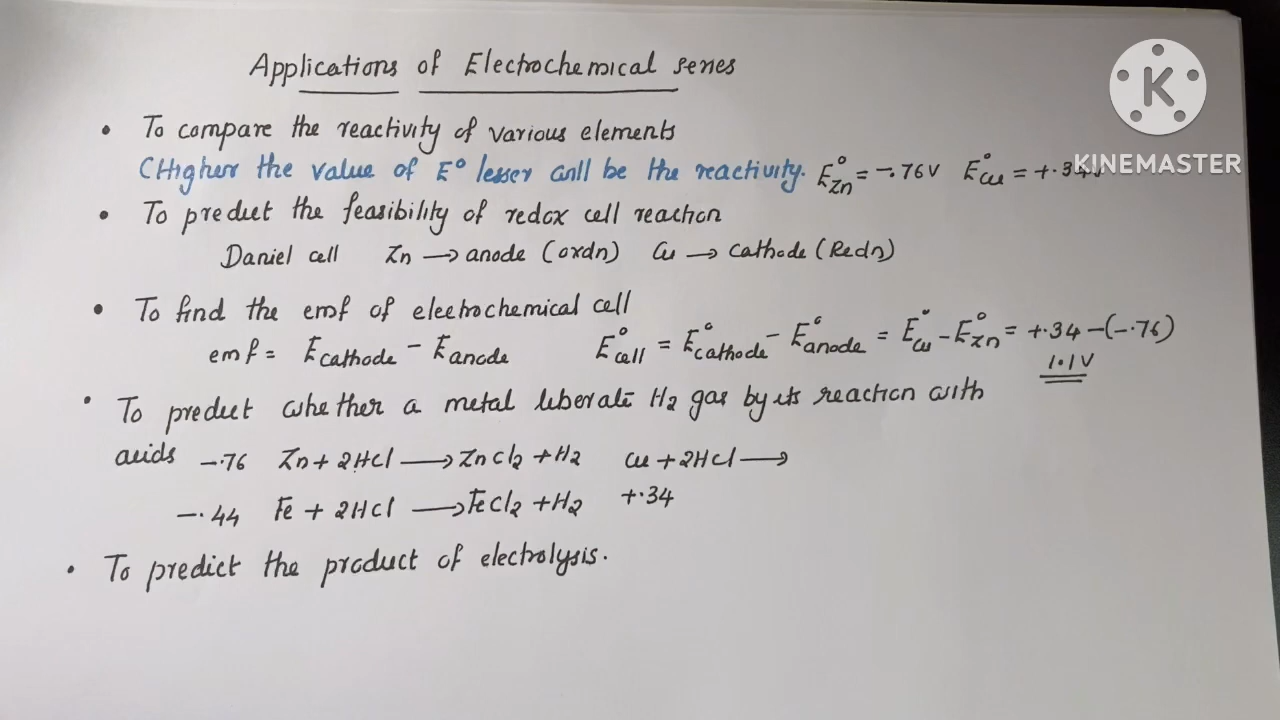 Applications of Electrochemical series
K
KINEMASTER
• To compare the reactivity of various elements
(Higher the value of E° lesser will be the reactivity. E°Zn = -.76V E°Cu = +.34V
• To predict the feasibility of redox cell reaction
Daniel cell Zn → anode (oxdn) Cu → cathode (Redn)
• To find the emf of electrochemical cell
emf = Ecathode - Eanode E°cell = E°cathode - E°anode = E°Cu - E°Zn = +.34 -(-.76)
1.1V
• To predict whether a metal liberate H2 gas by its reaction with
acids -.76 Zn + 2HCl → ZnCl2 + H2 Cu + 2HCl →
-.44 Fe + 2HCl → FeCl2 + H2 +.34
• To predict the product of electrolysis.